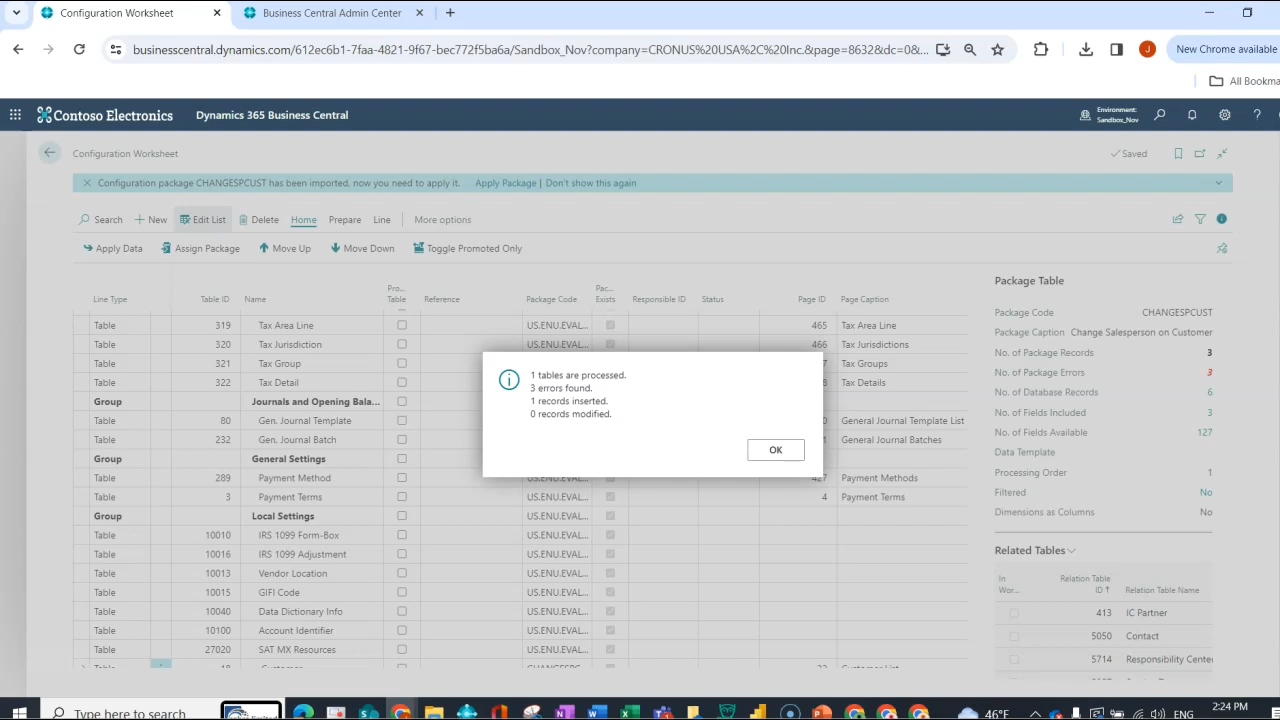 Configuration Worksheet
Business Central Admin Center
businesscentral.dynamics.com/612ec6b1-7faa-4821-9f67-bec772f5ba6a/Sandbox_Nov?company=CRONUS%20USA%2C%20Inc.&page=8632&dc=0&...
J
New Chrome available
All Bookma
Contoso Electronics
Dynamics 365 Business Central
Environment:
Sandbox_Nov
Configuration Worksheet
Saved
Configuration package CHANGESPCUST has been imported, now you need to apply it. Apply Package | Don't show this again
Search New Edit List Delete Home Prepare Line More options
Apply Data Assign Package Move Up Move Down Toggle Promoted Only
Line Type Table ID Name Pro... Table Reference Package Code Pac... Exists Responsible ID Status Page ID Page Caption
Table 319 Tax Area Line US.ENU.EVAL... 465 Tax Area Line
Table 320 Tax Jurisdiction US.ENU.EVAL... 466 Tax Jurisdictions
Table 321 Tax Group 7 Tax Groups
Table 322 Tax Detail 8 Tax Details
Group Journals and Opening Bala...
Table 80 Gen. Journal Template 0 General Journal Template List
Table 232 Gen. Journal Batch 1 General Journal Batches
Group General Settings
Table 289 Payment Method US.ENU.EVAL... 427 Payment Methods
Table 3 Payment Terms US.ENU.EVAL... 4 Payment Terms
Group Local Settings US.ENU.EVAL...
Table 10010 IRS 1099 Form-Box US.ENU.EVAL...
Table 10016 IRS 1099 Adjustment US.ENU.EVAL...
Table 10013 Vendor Location US.ENU.EVAL...
Table 10015 GIFI Code US.ENU.EVAL...
Table 10040 Data Dictionary Info US.ENU.EVAL...
Table 10100 Account Identifier US.ENU.EVAL...
Table 27020 SAT MX Resources US.ENU.EVAL...
Table 18 Customer CHANGESPC... 22 Customer List
1 tables are processed.
3 errors found.
1 records inserted.
0 records modified.
OK
Package Table
Package Code CHANGESPCUST
Package Caption Change Salesperson on Customer
No. of Package Records 3
No. of Package Errors 3
No. of Database Records 6
No. of Fields Included 3
No. of Fields Available 127
Data Template
Processing Order 1
Filtered No
Dimensions as Columns No
Related Tables
In Wor... Relation Table ID ↑ Relation Table Name
413 IC Partner
5050 Contact
5714 Responsibility Cente
Type here to search
46°F
ENG
2:24 PM